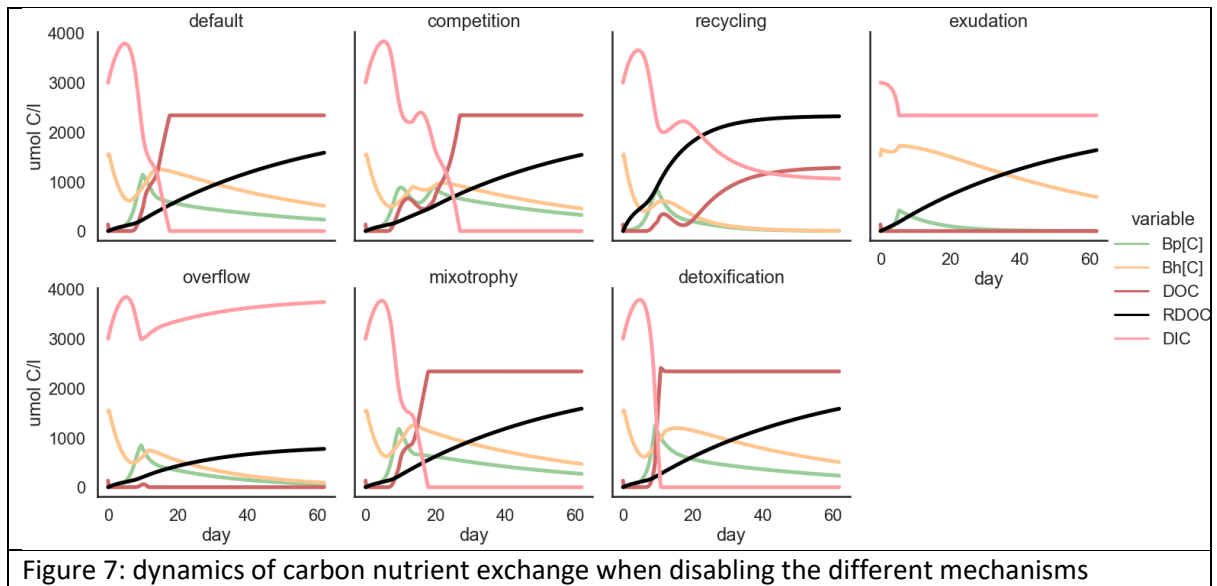 default
competition
recycling
exudation
4000
3000
2000
1000
0
umol C/l
0 20 40 60
day
variable
Bp[C]
Bh[C]
DOC
RDOC
DIC
overflow
mixotrophy
detoxification
4000
3000
2000
1000
0
umol C/l
0 20 40 60
day
0 20 40 60
day
0 20 40 60
day
Figure 7: dynamics of carbon nutrient exchange when disabling the different mechanisms